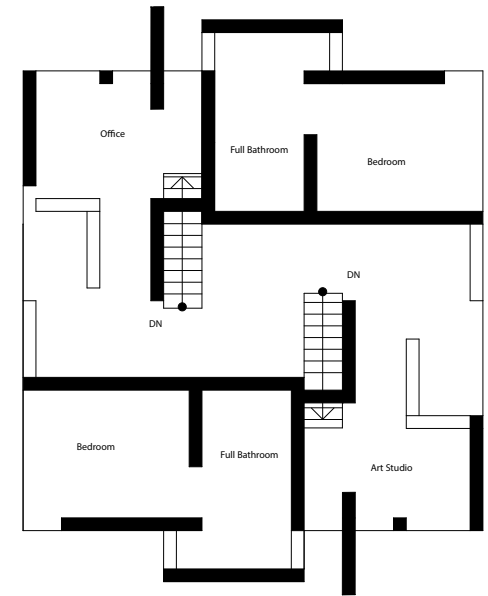 Office
Full Bathroom
Bedroom
DN
DN
Bedroom
Full Bathroom
Art Studio